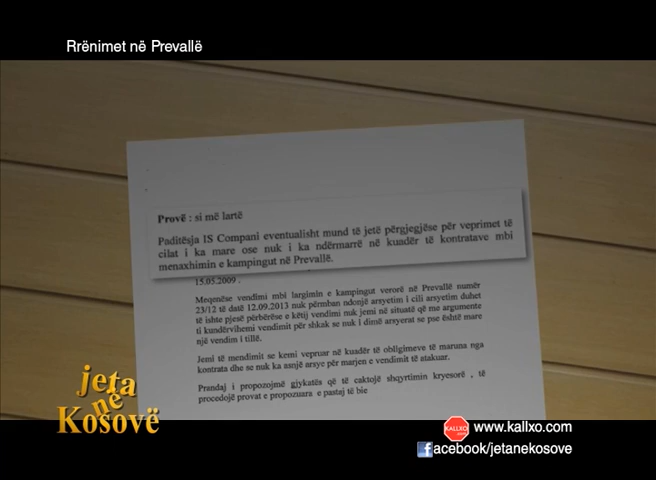 Rrënimet në Prevallë
Provë : si më lartë
Paditësja IS Compani eventualisht mund të jetë përgjegjëse për veprimet të
cilat i ka mare ose nuk i ka ndërmarrë në kuadër të kontratave mbi
menaxhimin e kampingut në Prevallë.
15.05.2009 .
Meqenëse vendimi mbi largimin e kampingut verorë në Prevallë numër
23/12 të datë 12.09.2013 nuk përmban ndonjë arsyetim i cili arsyetim duhet
të ishte pjesë përbërëse e këtij vendimi nuk jemi në situatë që me argumente
ti kundërvihemi vendimit për shkak se nuk i dimë arsyerat se pse është mare
një vendim i tillë.
Jemi të mendimit se kemi vepruar në kuadër të obligimeve të maruna nga
kontrata dhe se nuk ka asnjë arsye për marjen e vendimit të atakuar.
Prandaj i propozojmë gjykatës që të caktojë shqyrtimin kryesorë , të
procedojë provat e propozuara e pastaj të bie
jeta
në
Kosovë
KALLXO
www.kallxo.com
facebook/jetanekosove